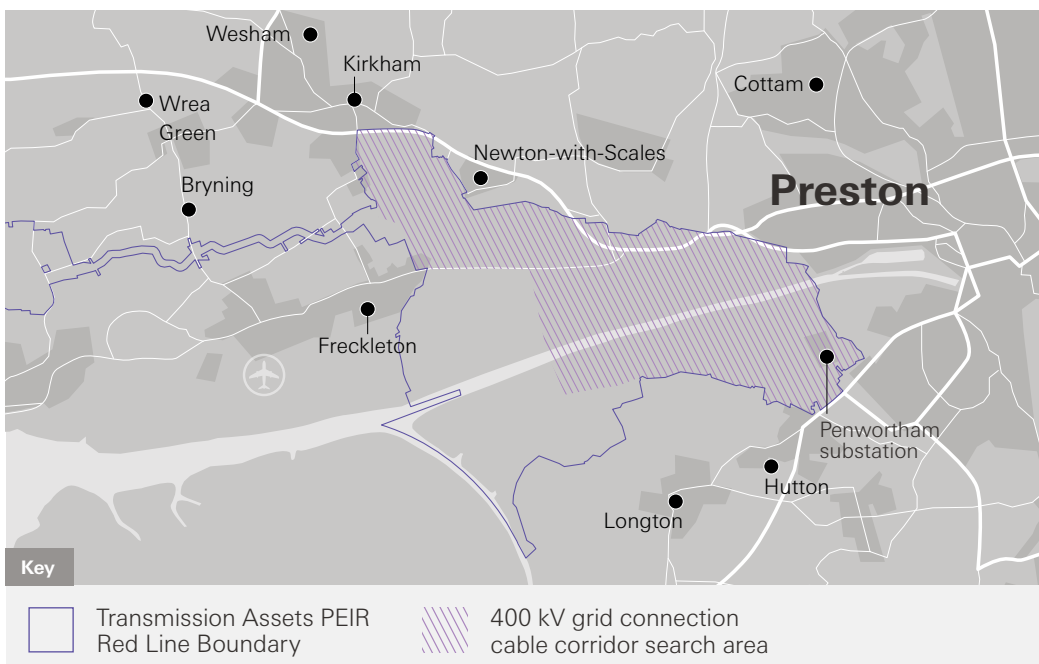 Wesham
Kirkham
Cottam
Wrea
Green
Newton-with-Scales
Bryning
Preston
Freckleton
Penwortham
substation
Hutton
Longton
Key
Transmission Assets PEIR
Red Line Boundary
400 kV grid connection
cable corridor search area